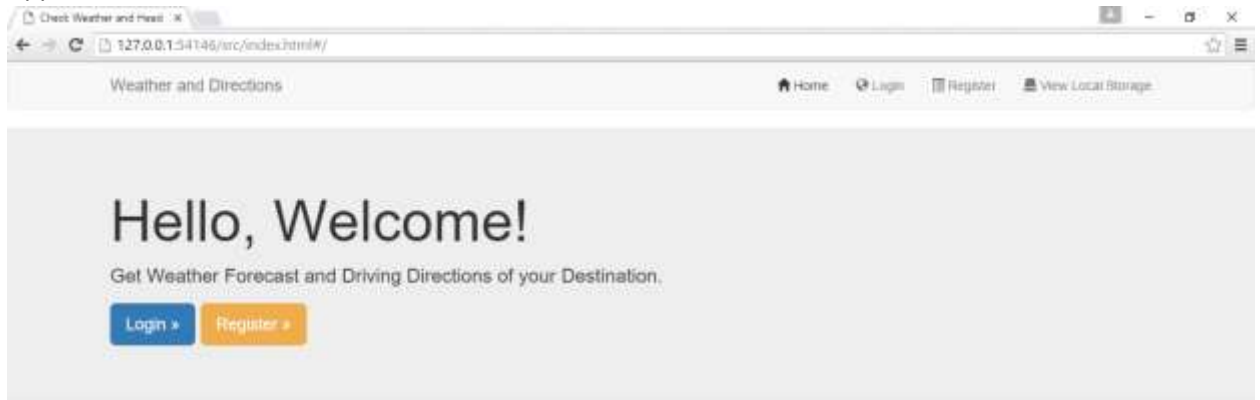 Check Weather and Head
127.0.0.1:54146/src/index.html#/
Weather and Directions
Home Login Register View Local Storage
Hello, Welcome!
Get Weather Forecast and Driving Directions of your Destination.
Login » Register »